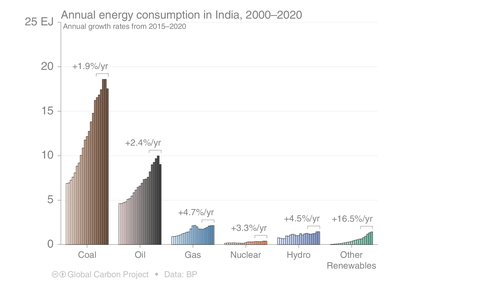 Annual energy consumption in India, 2000–2020
Annual growth rates from 2015–2020
25 EJ
20
15
10
5
0
+1.9%/yr
+2.4%/yr
+4.7%/yr
+3.3%/yr
+4.5%/yr
+16.5%/yr
Coal
Oil
Gas
Nuclear
Hydro
Other
Renewables
Global Carbon Project • Data: BP